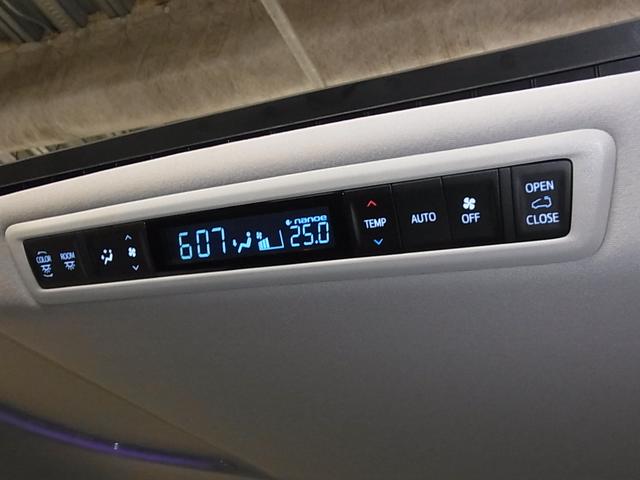 COLOR
ROOM
607
nanoe
25.0
TEMP
AUTO
OFF
OPEN
CLOSE